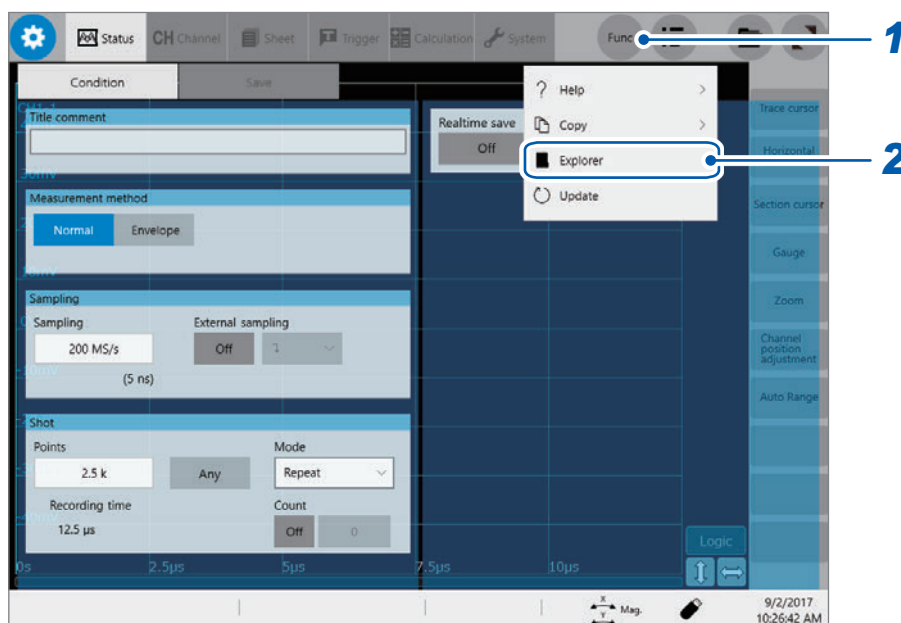 Status
CH Channel
Sheet
Trigger
Calculation
System
Func
1
Condition
Save
Help
Copy
Explorer
2
Update
CH1-1
Title comment
Realtime save
Off
Trace cursor
Horizontal
Section cursor
Gauge
Zoom
Channel
position
adjustment
Auto Range
Measurement method
Normal
Envelope
Sampling
Sampling
External sampling
200 MS/s
Off
(5 ns)
Shot
Points
Mode
2.5 k
Any
Repeat
Recording time
Count
12.5 µs
Off
0
Logic
0s
2.5µs
5µs
7.5µs
10µs
X
Y
Mag.
9/2/2017
10:26:42 AM